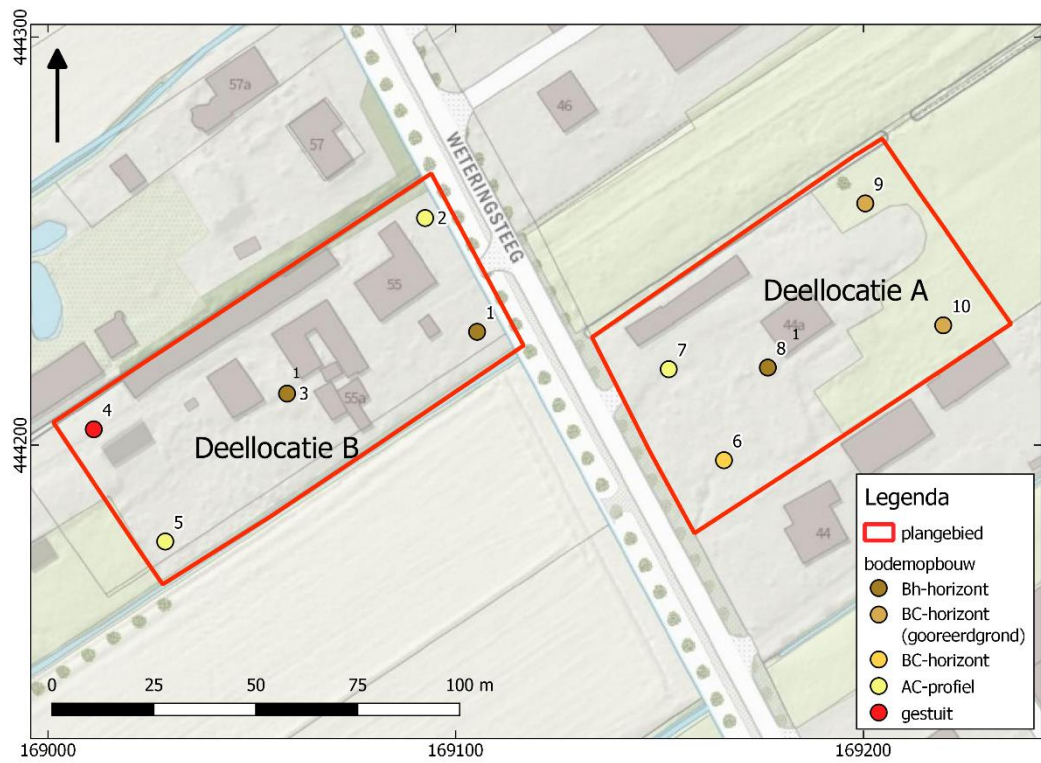 444300
57a
57
46
WETERINGSTEEG
9
2
55
Deellocatie A
1
44a
10
7
8
1
1
3
55a
4
444200
Deellocatie B
6
5
44
Legenda
plangebied
bodemopbouw
Bh-horizont
BC-horizont
(gooreerdgrond)
BC-horizont
AC-profiel
gestuit
0 25 50 75 100 m
169000 169100 169200